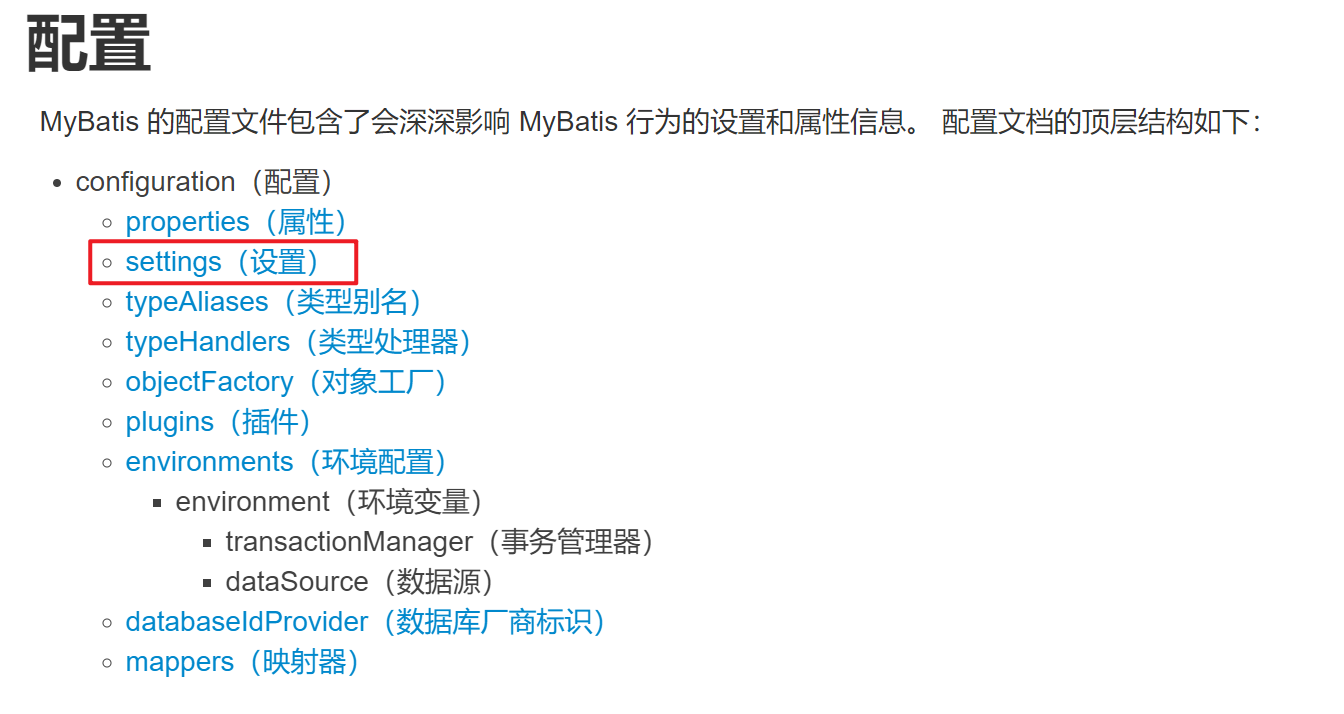 配置
MyBatis 的配置文件包含了会深深影响 MyBatis 行为的设置和属性信息。 配置文档的顶层结构如下：
configuration（配置）
properties（属性）
settings（设置）
typeAliases（类型别名）
typeHandlers（类型处理器）
objectFactory（对象工厂）
plugins（插件）
environments（环境配置）
environment（环境变量）
transactionManager（事务管理器）
dataSource（数据源）
databaseIdProvider（数据库厂商标识）
mappers（映射器）